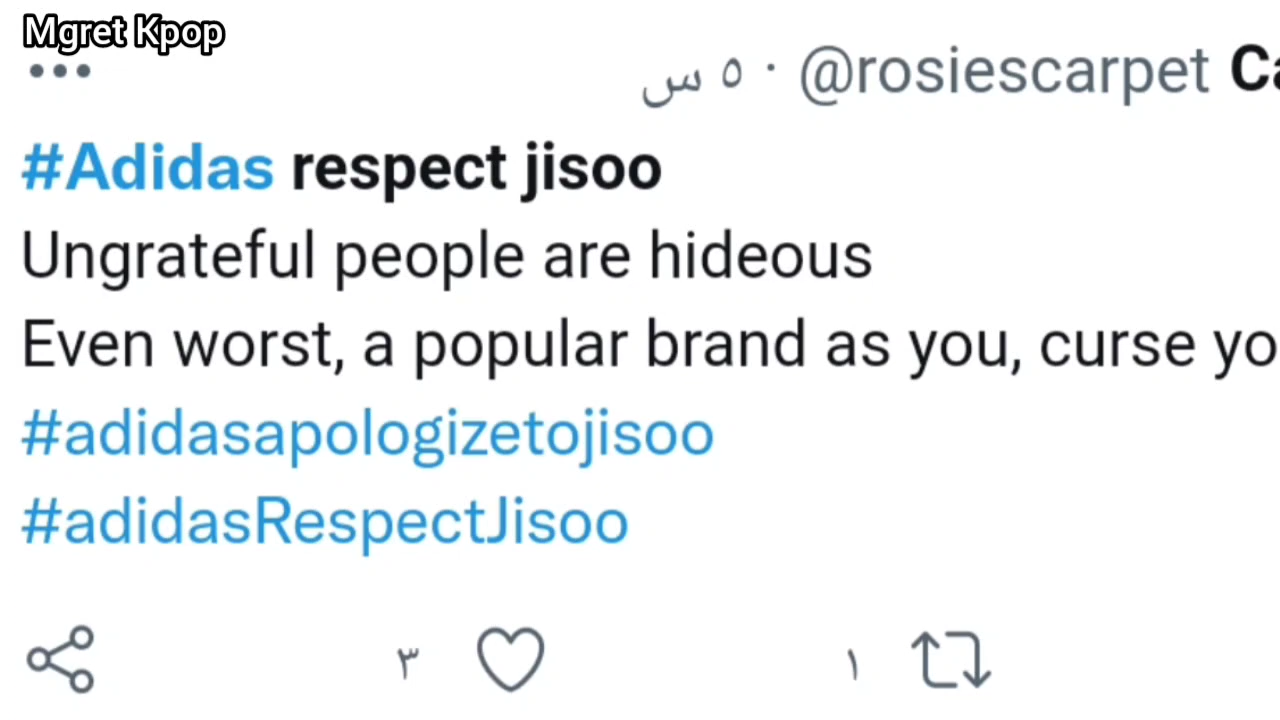 Mgret Kpop
@rosiescarpet · ٥ س
#Adidas respect jisoo
Ungrateful people are hideous
Even worst, a popular brand as you, curse
#adidasapologizetojisoo
#adidasRespectJisoo
٣ ١